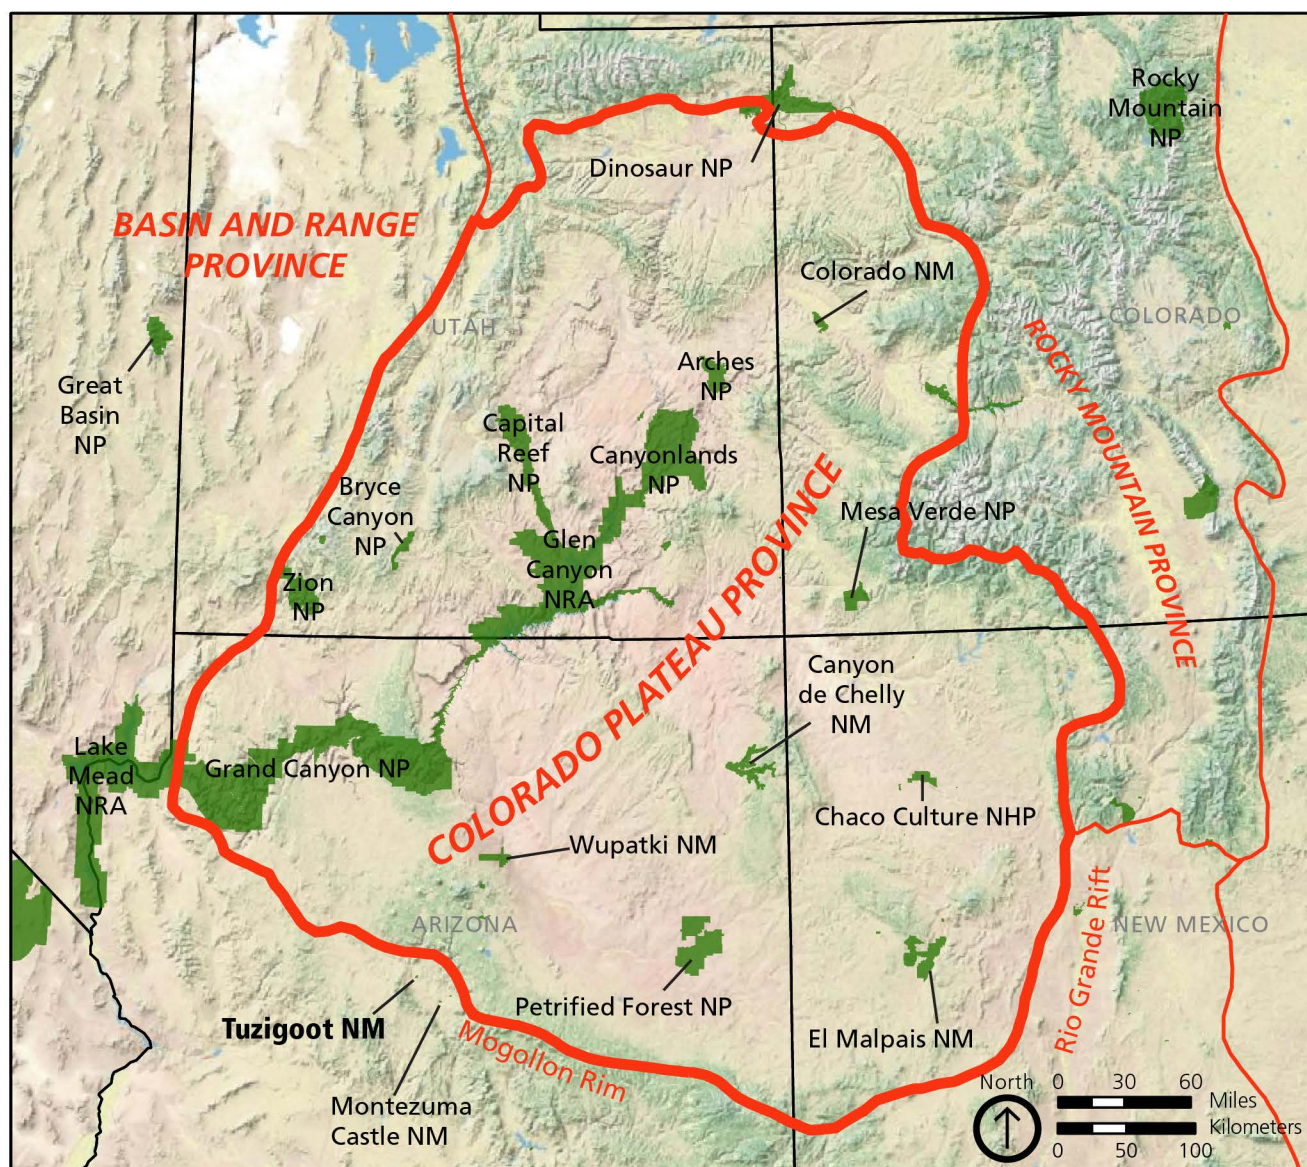 Rocky
Mountain
NP
Dinosaur NP
BASIN AND RANGE
PROVINCE
Colorado NM
UTAH
COLORADO
Great
Basin
NP
Arches
NP
Capital
Reef
NP
Canyonlands
NP
ROCKY MOUNTAIN PROVINCE
Bryce
Canyon
NP
Mesa Verde NP
Glen
Canyon
NRA
Zion
NP
COLORADO PLATEAU PROVINCE
Canyon
de Chelly
NM
Lake
Mead
NRA
Grand Canyon NP
Chaco Culture NHP
Wupatki NM
ARIZONA
NEW MEXICO
Rio Grande Rift
Petrified Forest NP
Tuzigoot NM
El Malpais NM
Mogollon Rim
Montezuma
Castle NM
North
0 30 60
Miles
Kilometers
0 50 100